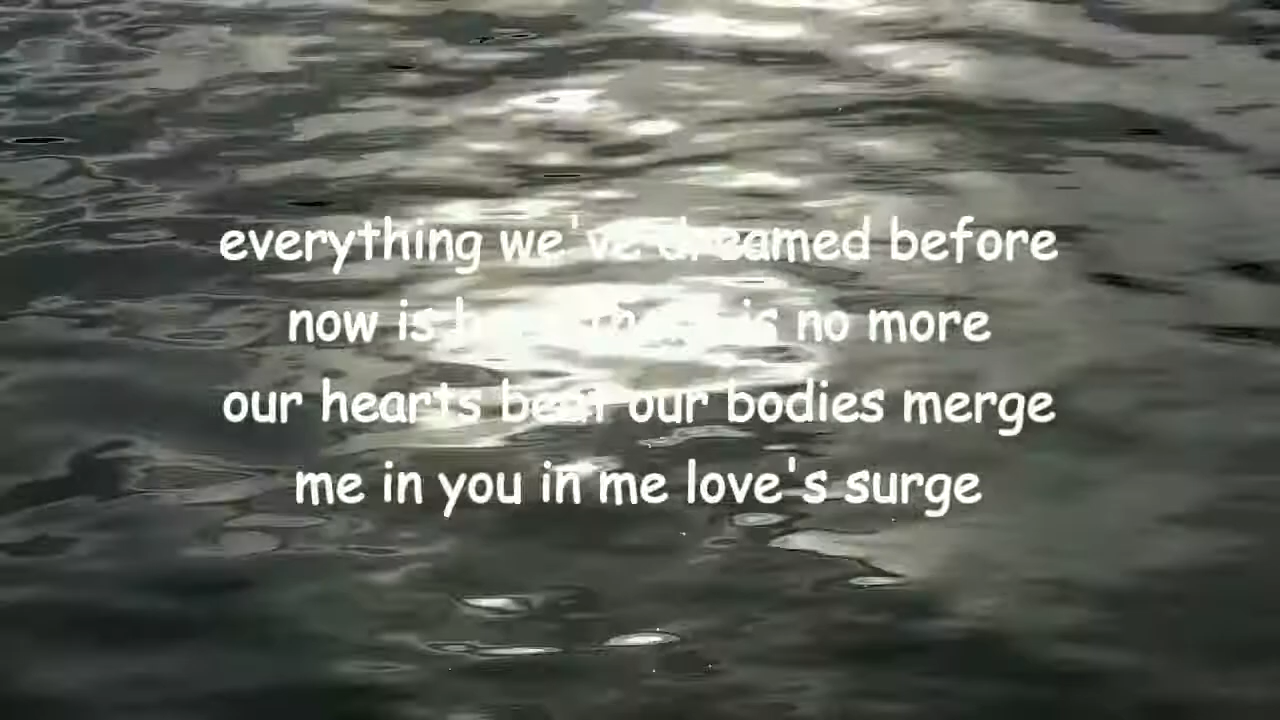 everything we've dreamed before
now is no more
our hearts beat our bodies merge
me in you in me love's surge